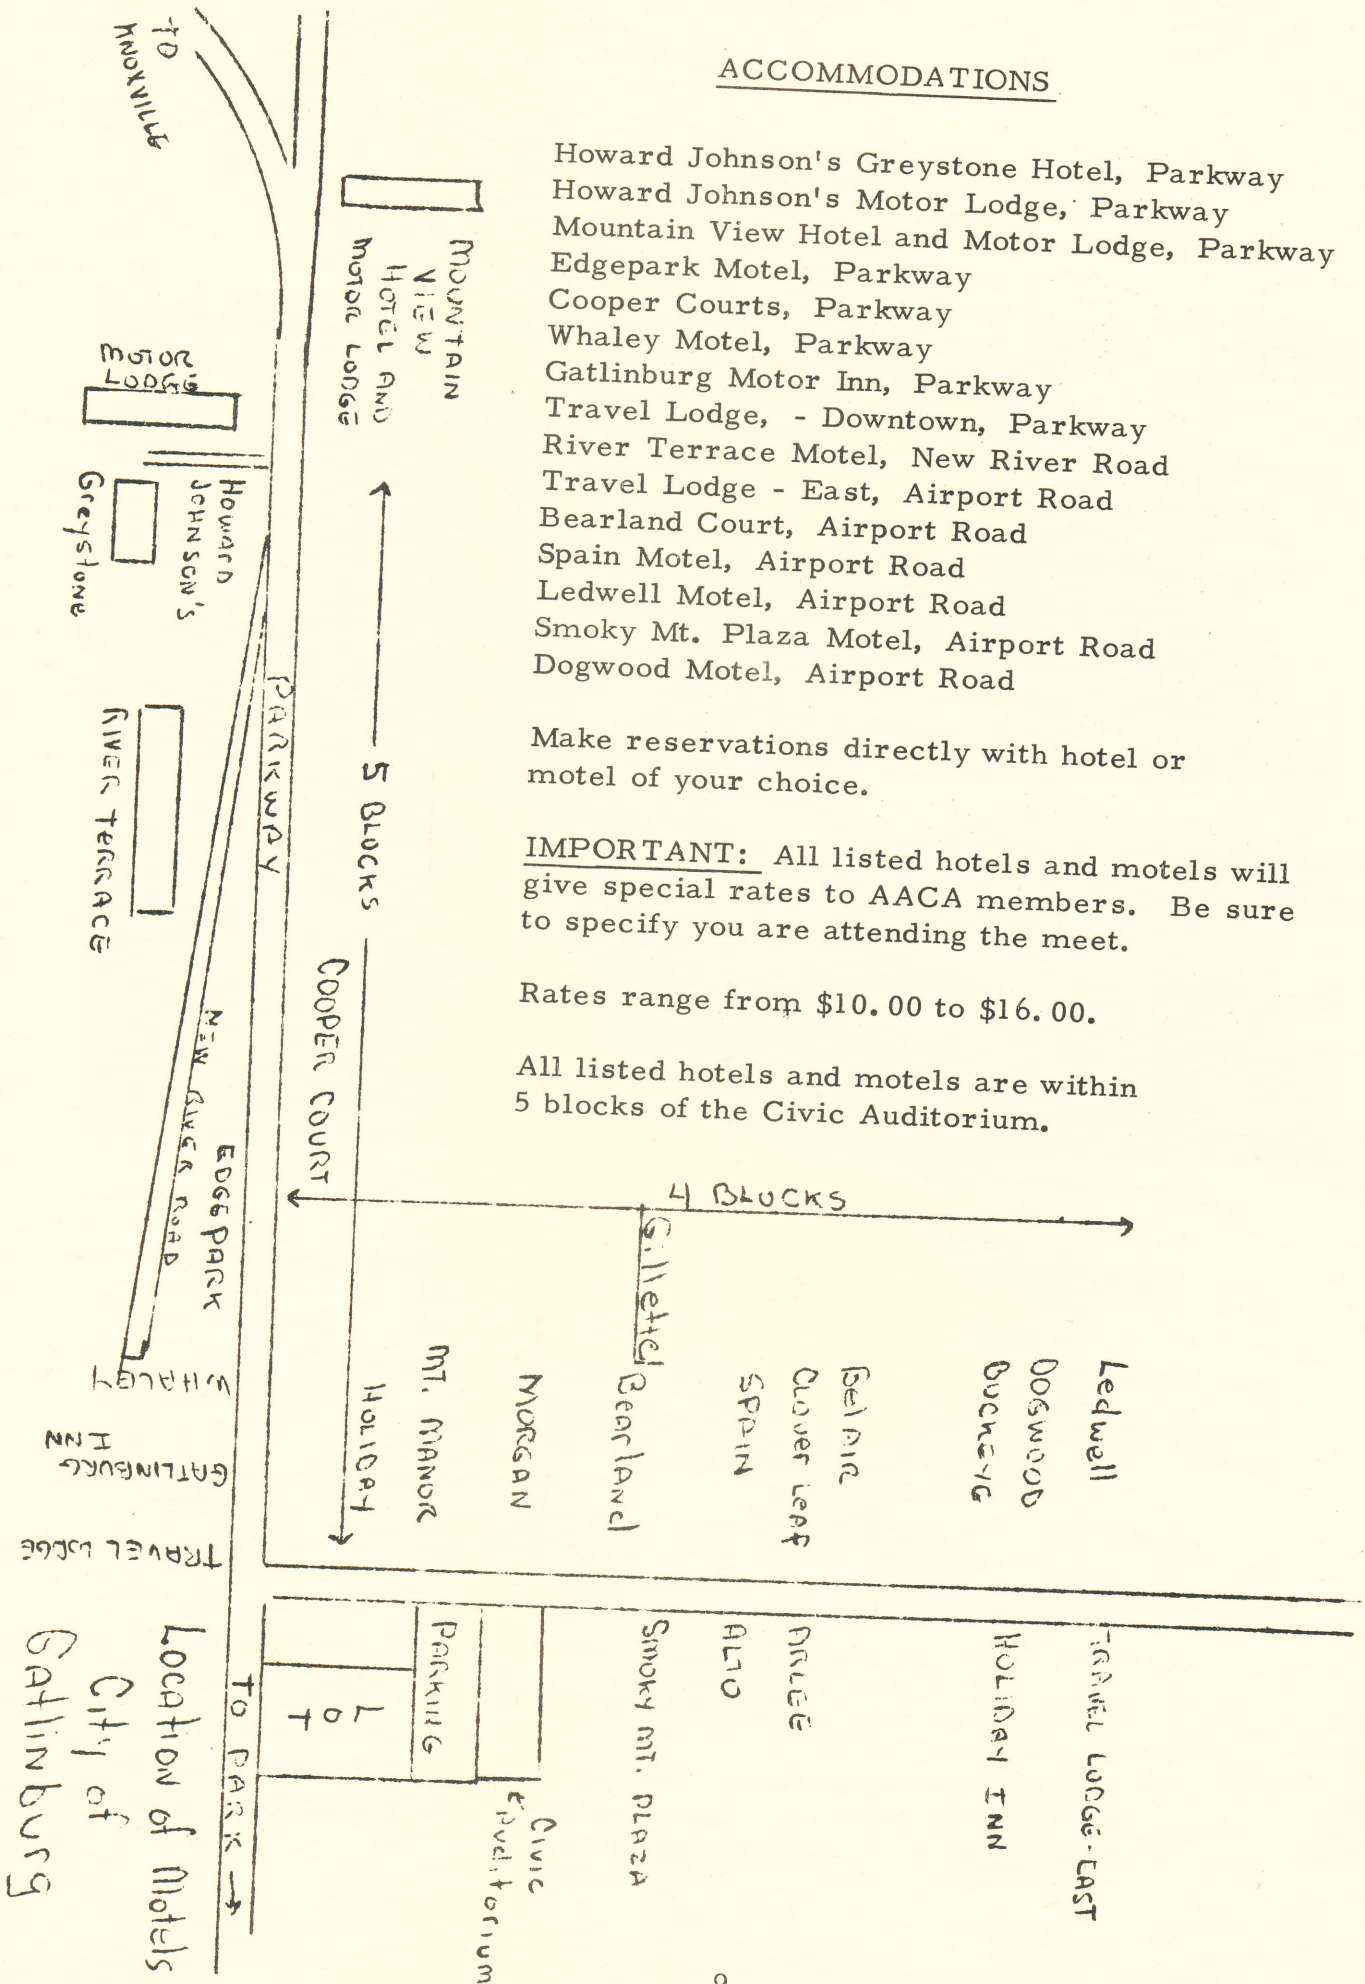 ACCOMMODATIONS
Howard Johnson's Greystone Hotel, Parkway
Howard Johnson's Motor Lodge, Parkway
Mountain View Hotel and Motor Lodge, Parkway
Edgepark Motel, Parkway
Cooper Courts, Parkway
Whaley Motel, Parkway
Gatlinburg Motor Inn, Parkway
Travel Lodge, - Downtown, Parkway
River Terrace Motel, New River Road
Travel Lodge - East, Airport Road
Bearland Court, Airport Road
Spain Motel, Airport Road
Ledwell Motel, Airport Road
Smoky Mt. Plaza Motel, Airport Road
Dogwood Motel, Airport Road
Make reservations directly with hotel or
motel of your choice.
IMPORTANT: All listed hotels and motels will
give special rates to AACA members. Be sure
to specify you are attending the meet.
Rates range from $10.00 to $16.00.
All listed hotels and motels are within
5 blocks of the Civic Auditorium.
TO
KNOXVILLE
MOUNTAIN
VIEW
HOTEL AND
MOTOR LODGE
MOTOR
LODGE
HOWARD
JOHNSON'S
Greystone
PARKWAY
5 BLOCKS
RIVER TERRACE
COOPER COURT
NEW RIVER ROAD
EDGEPARK
4 BLOCKS
Gillette
WHALEY
GATLINBURG
INN
TRAVEL LODGE
HOLIDAY
MT. MANOR
MORGAN
Bearland
SPAIN
Clover Leaf
Bel AIR
BUCKEYE
DOGWOOD
Ledwell
PARKING
LOT
Civic
Auditorium
Smoky MT. PLAZA
ALTO
ARLEE
HOLIDAY INN
TRAVEL LODGE-EAST
TO PARK →
Location of Motels
City of
Gatlinburg